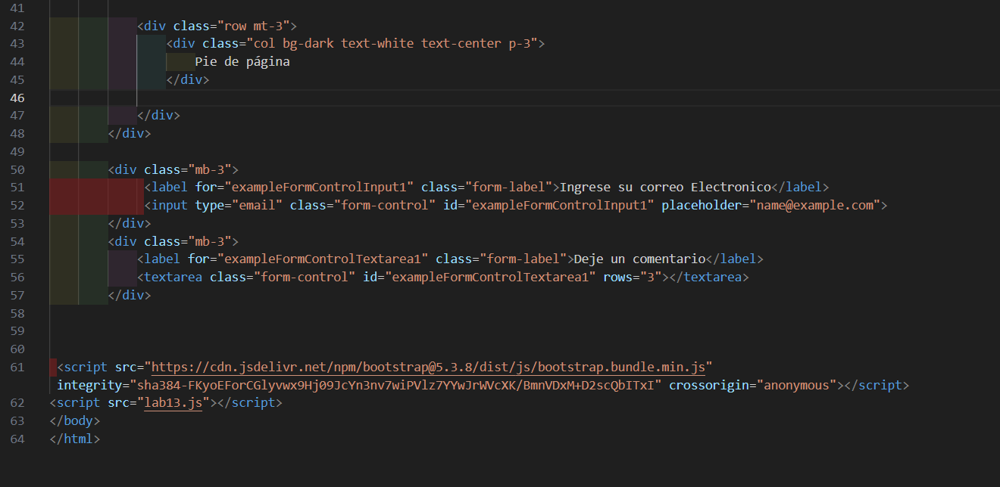 41
42 <div class="row mt-3">
43 <div class="col bg-dark text-white text-center p-3">
44 Pie de página
45 </div>
46
47 </div>
48 </div>
49
50 <div class="mb-3">
51 <label for="exampleFormControlInput1" class="form-label">Ingrese su correo Electronico</label>
52 <input type="email" class="form-control" id="exampleFormControlInput1" placeholder="name@example.com">
53 </div>
54 <div class="mb-3">
55 <label for="exampleFormControlTextarea1" class="form-label">Deje un comentario</label>
56 <textarea class="form-control" id="exampleFormControlTextarea1" rows="3"></textarea>
57 </div>
58
59
60
61 <script src="https://cdn.jsdelivr.net/npm/bootstrap@5.3.8/dist/js/bootstrap.bundle.min.js"
integrity="sha384-FKyoEForCGlyvwx9Hj09JcYn3nv7wiPVlz7YYwJrWVcXK/BmnVDxM+D2scQbITxI" crossorigin="anonymous"></script>
62 <script src="lab13.js"></script>
63 </body>
64 </html>